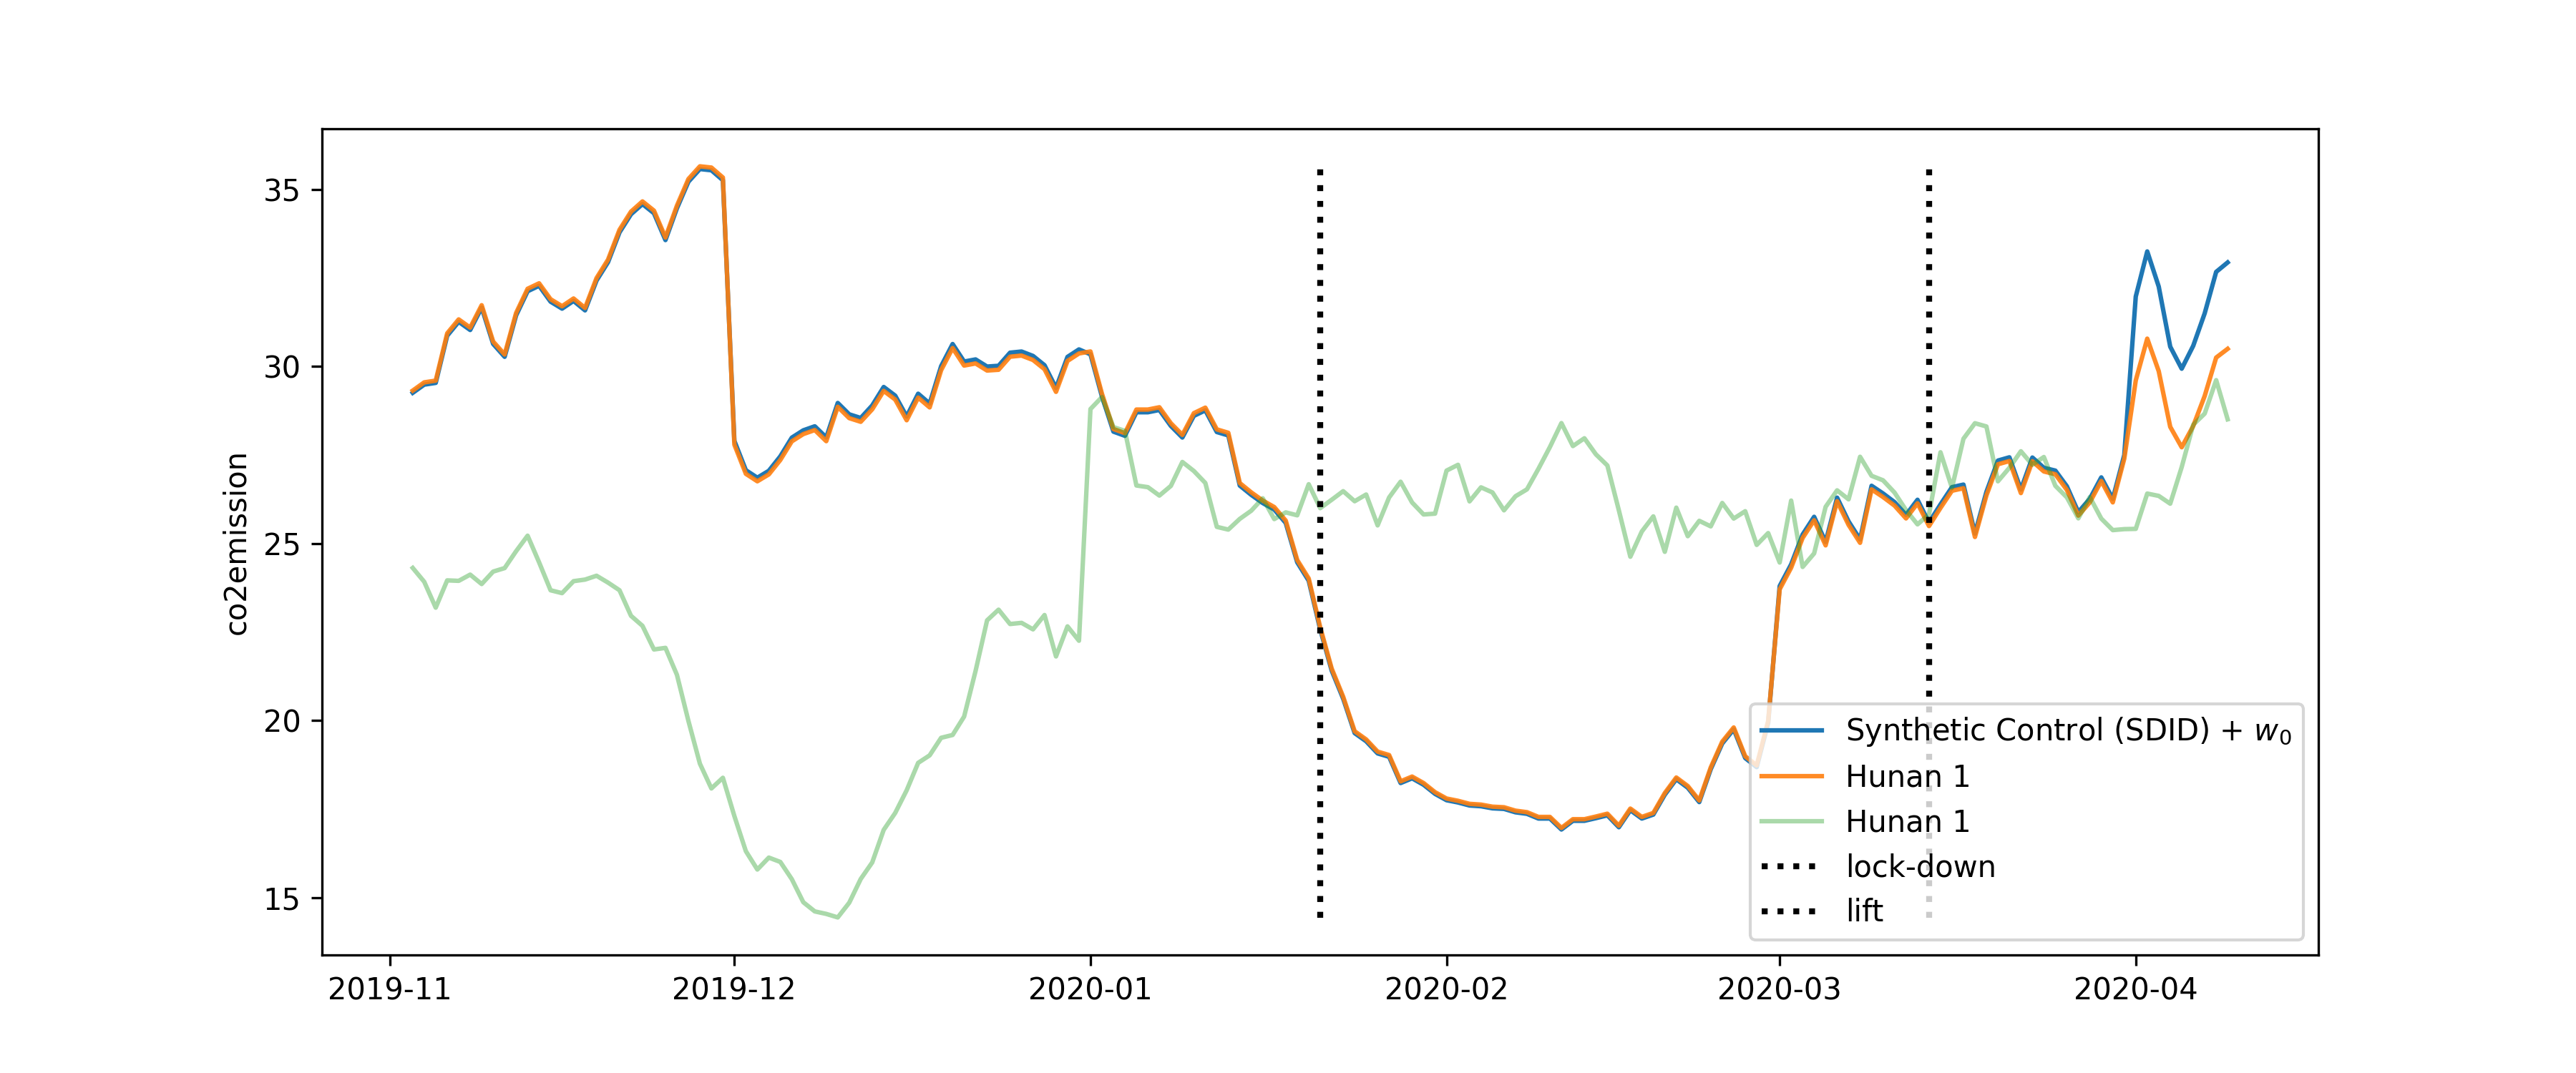 35
30
25
20
15
co2emission
2019-11
2019-12
2020-01
2020-02
2020-03
2020-04
Synthetic Control (SDID) + w₀
Hunan 1
Hunan 1
lock-down
lift